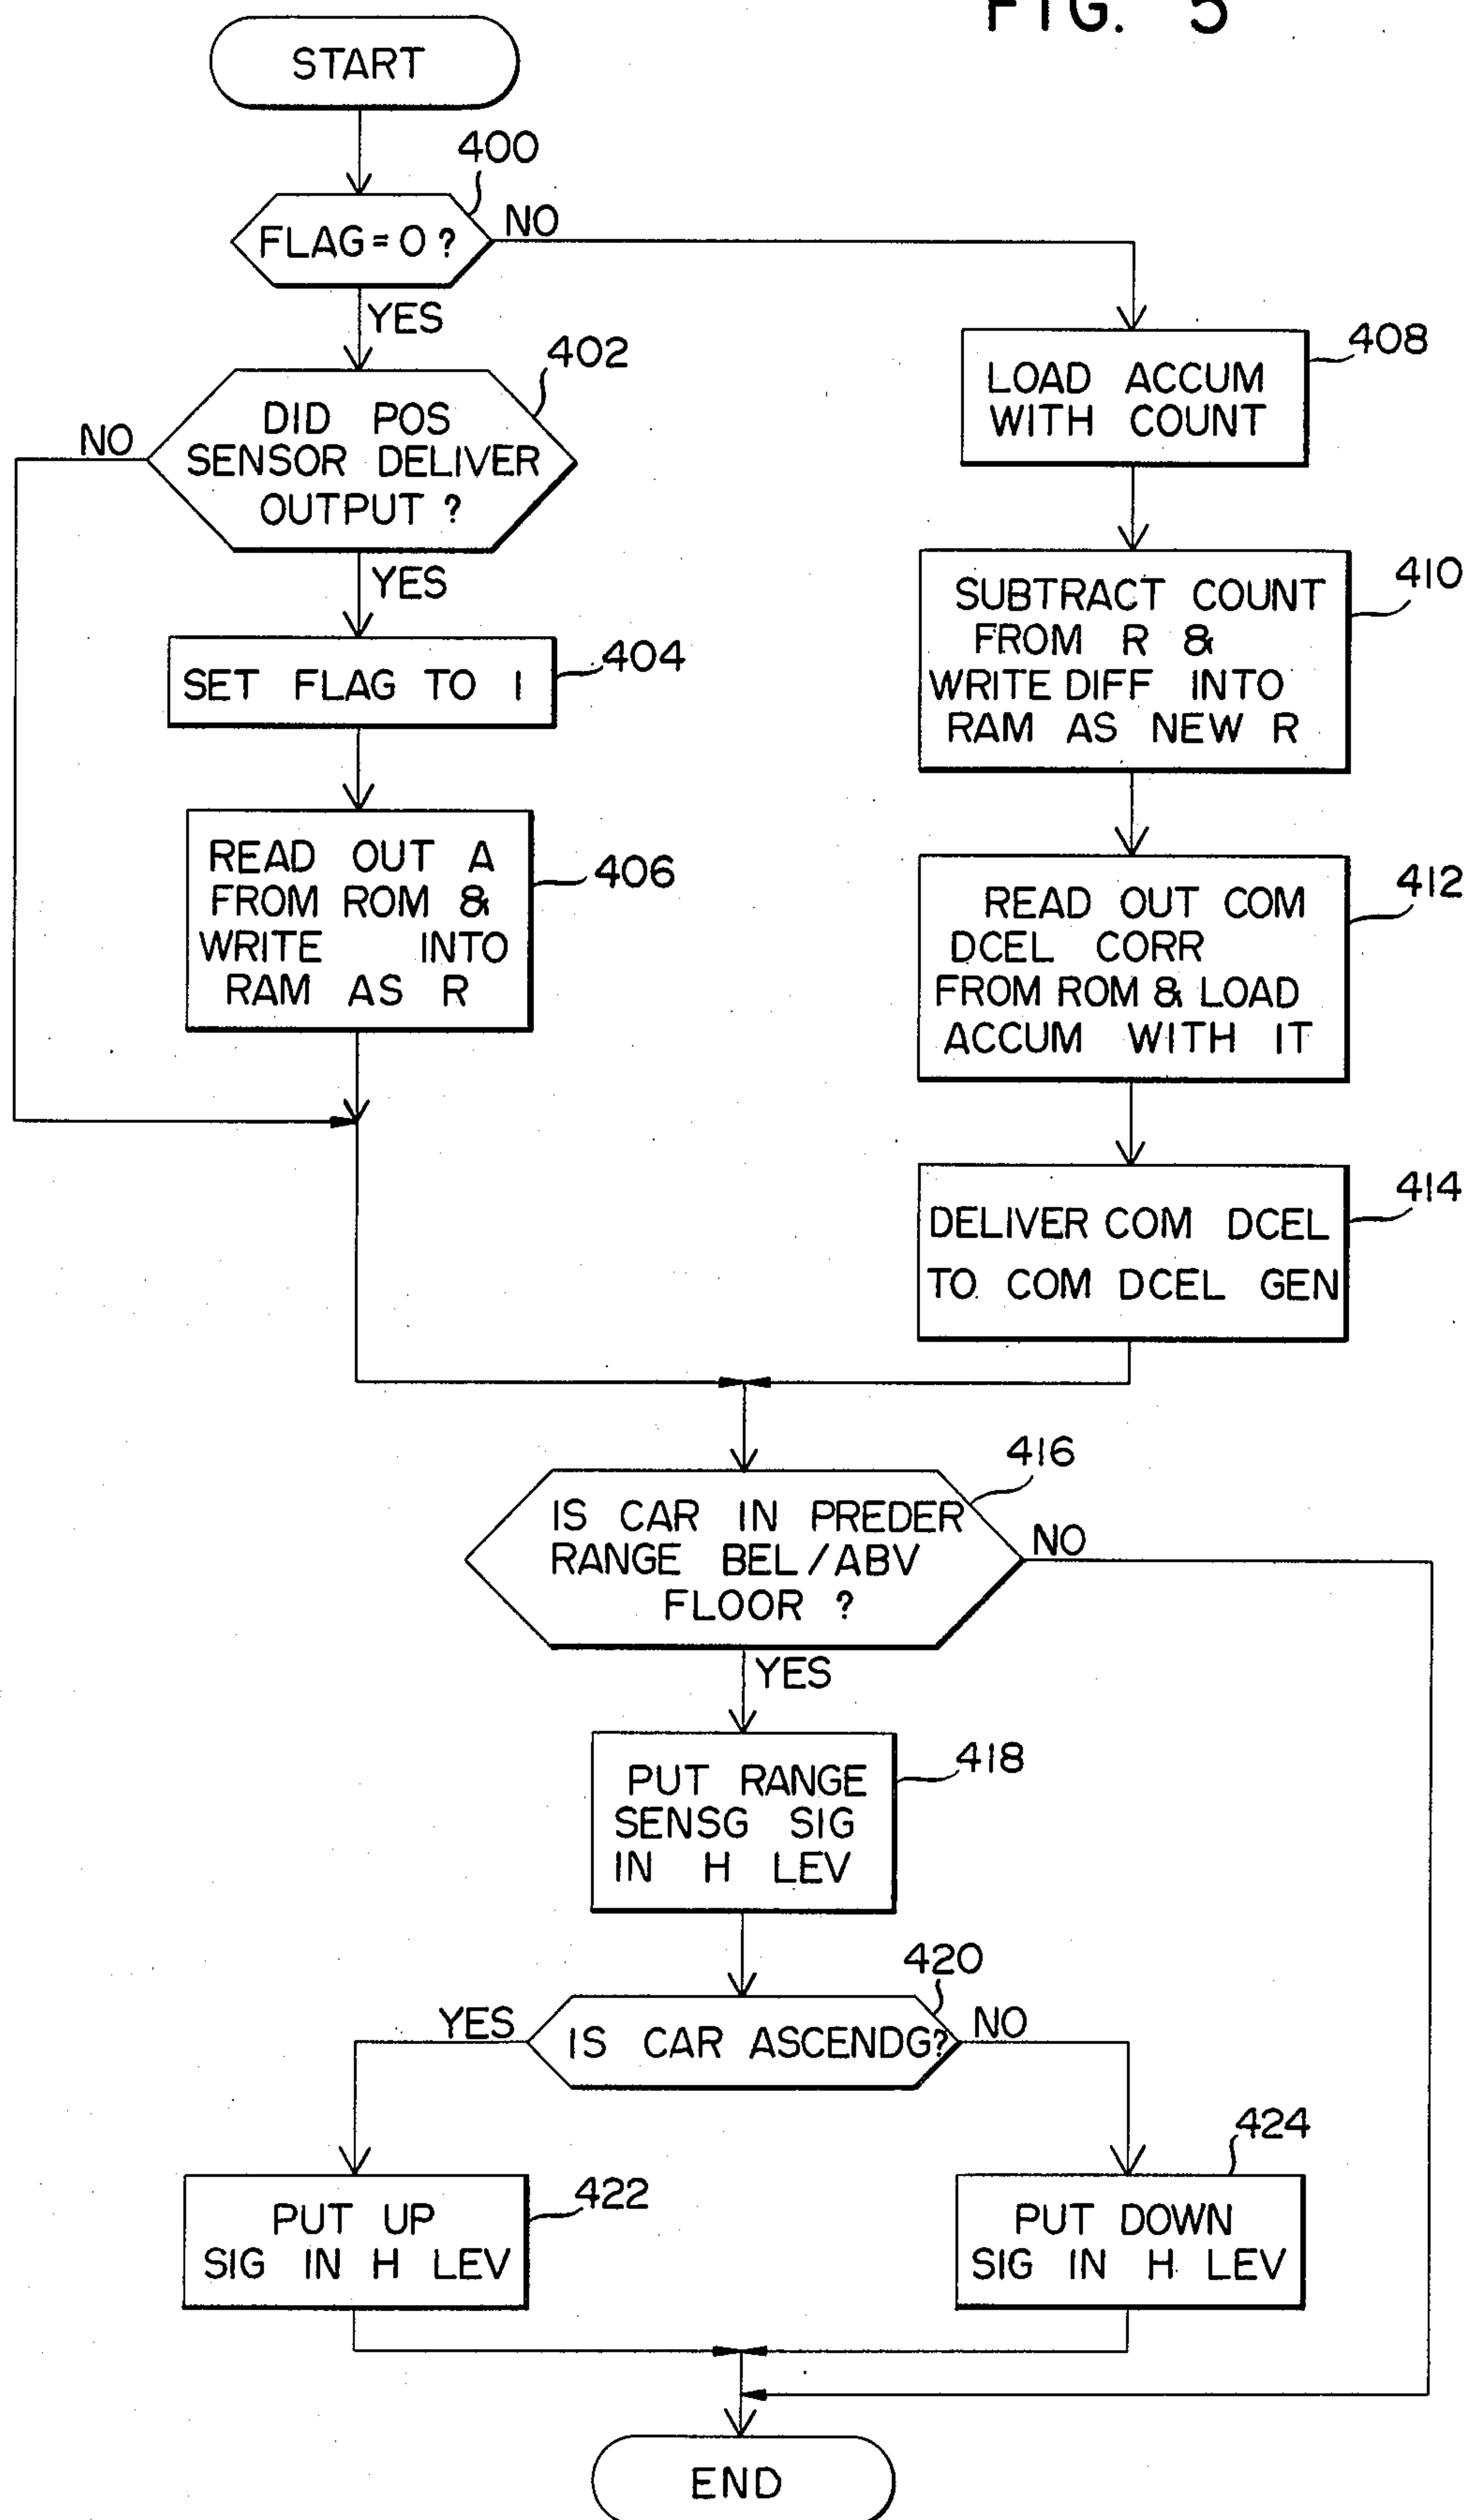 FIG. 5
START
400
FLAG=0?
NO
YES
402
DID POS
SENSOR DELIVER
OUTPUT?
NO
YES
404
SET FLAG TO 1
406
READ OUT A
FROM ROM &
WRITE INTO
RAM AS R
408
LOAD ACCUM
WITH COUNT
410
SUBTRACT COUNT
FROM R &
WRITE DIFF INTO
RAM AS NEW R
412
READ OUT COM
DCEL CORR
FROM ROM & LOAD
ACCUM WITH IT
414
DELIVER COM DCEL
TO COM DCEL GEN
416
IS CAR IN PREDER
RANGE BEL/ABV
FLOOR ?
NO
YES
418
PUT RANGE
SENSG SIG
IN H LEV
420
IS CAR ASCENDG?
YES
NO
422
PUT UP
SIG IN H LEV
424
PUT DOWN
SIG IN H LEV
END